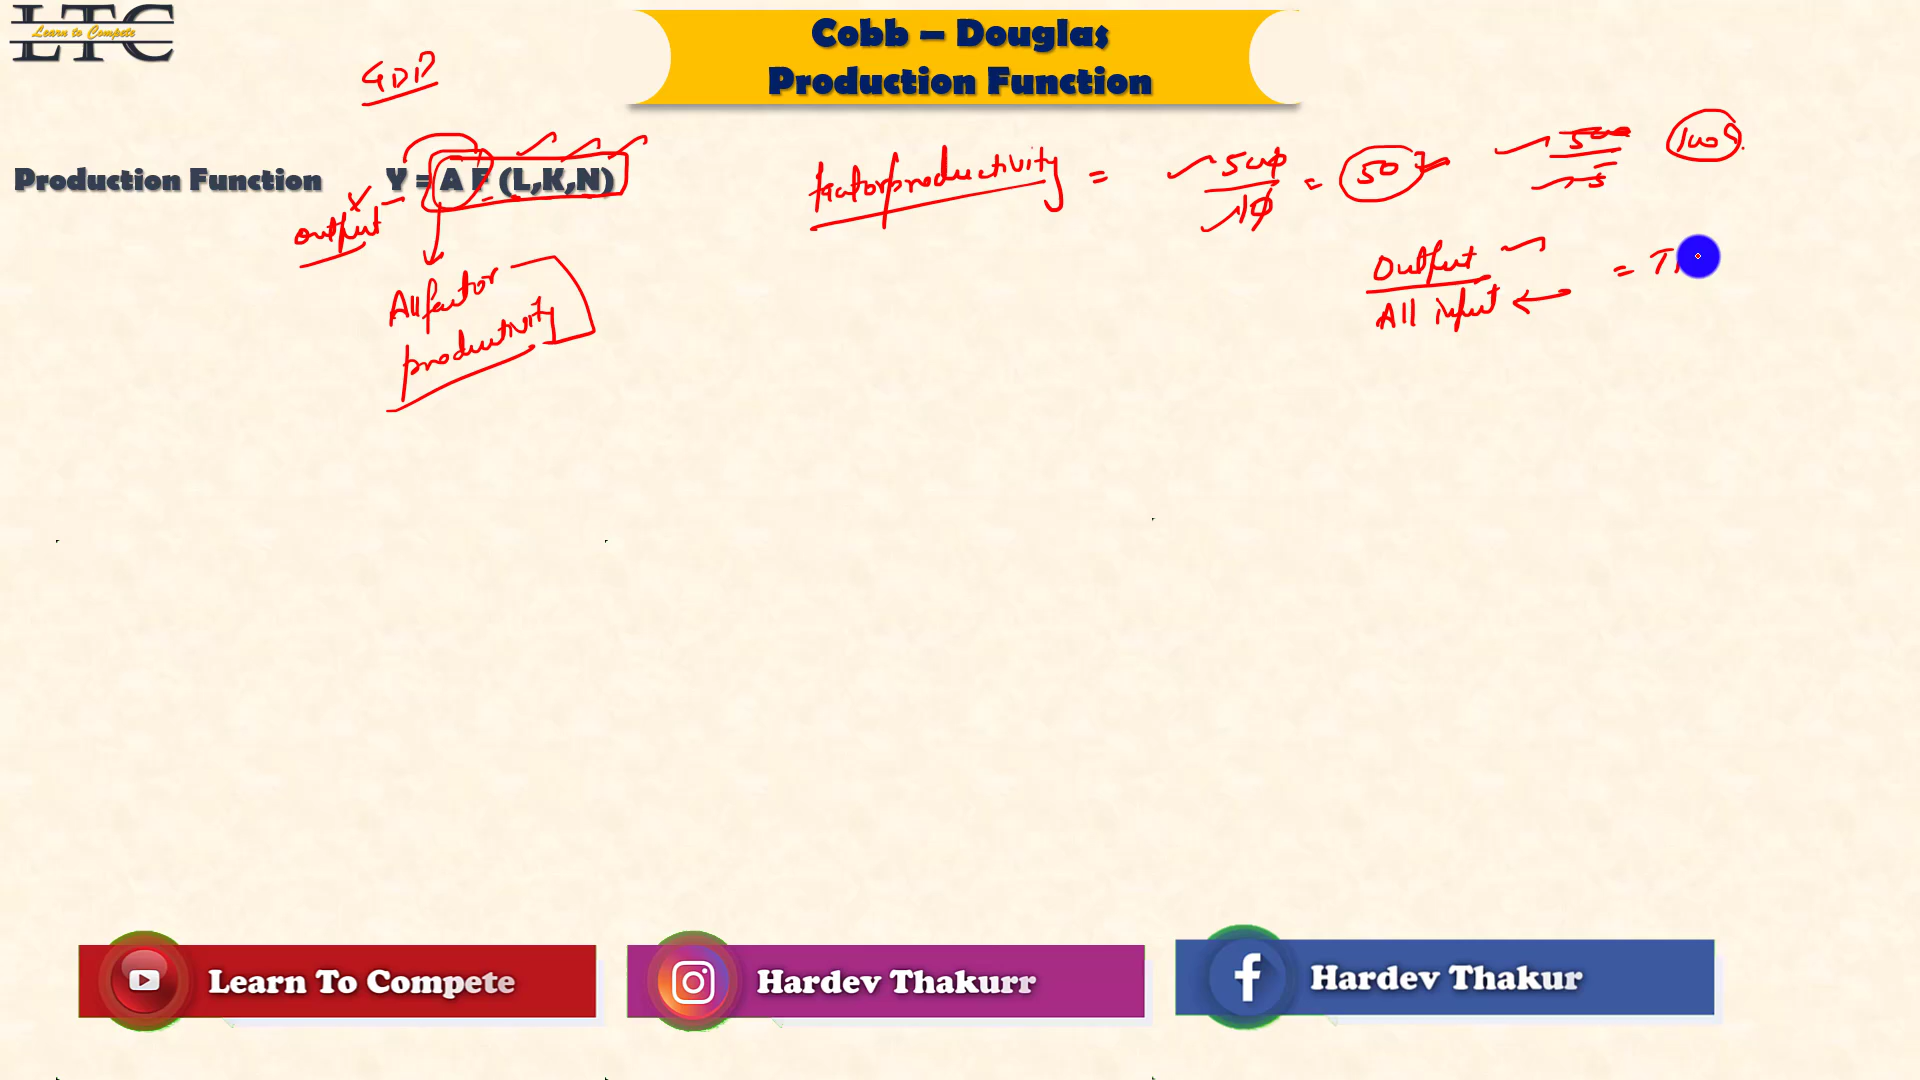 LTC
Learn to Compete
Cobb – Douglas
Production Function
GDP
Production Function Y = A F (L,K,N)
output
All factor
productivity
factor productivity = 500 / 10 = 50
500 / 5
100
Output / All input =
Learn To Compete
Hardev Thakurr
Hardev Thakur